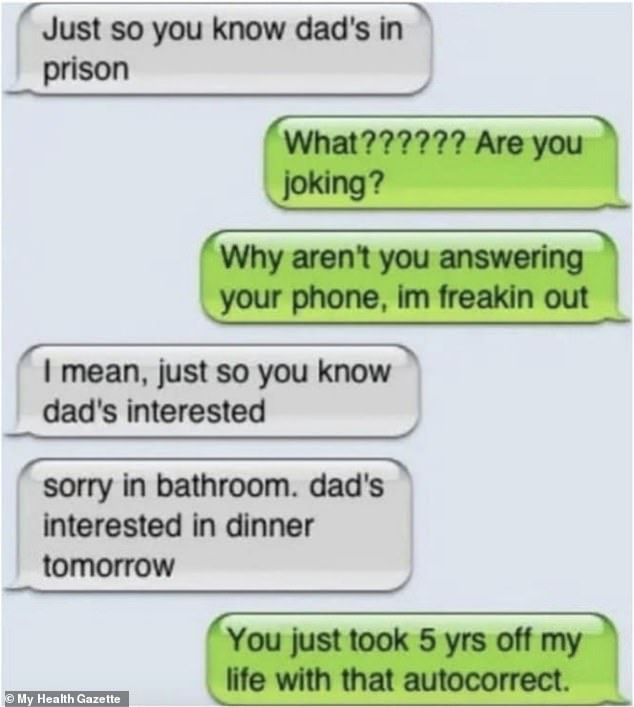 Just so you know dad's in
prison
What?????? Are you
joking?
Why aren't you answering
your phone, im freakin out
I mean, just so you know
dad's interested
sorry in bathroom. dad's
interested in dinner
tomorrow
You just took 5 yrs off my
life with that autocorrect.
© My Health Gazette